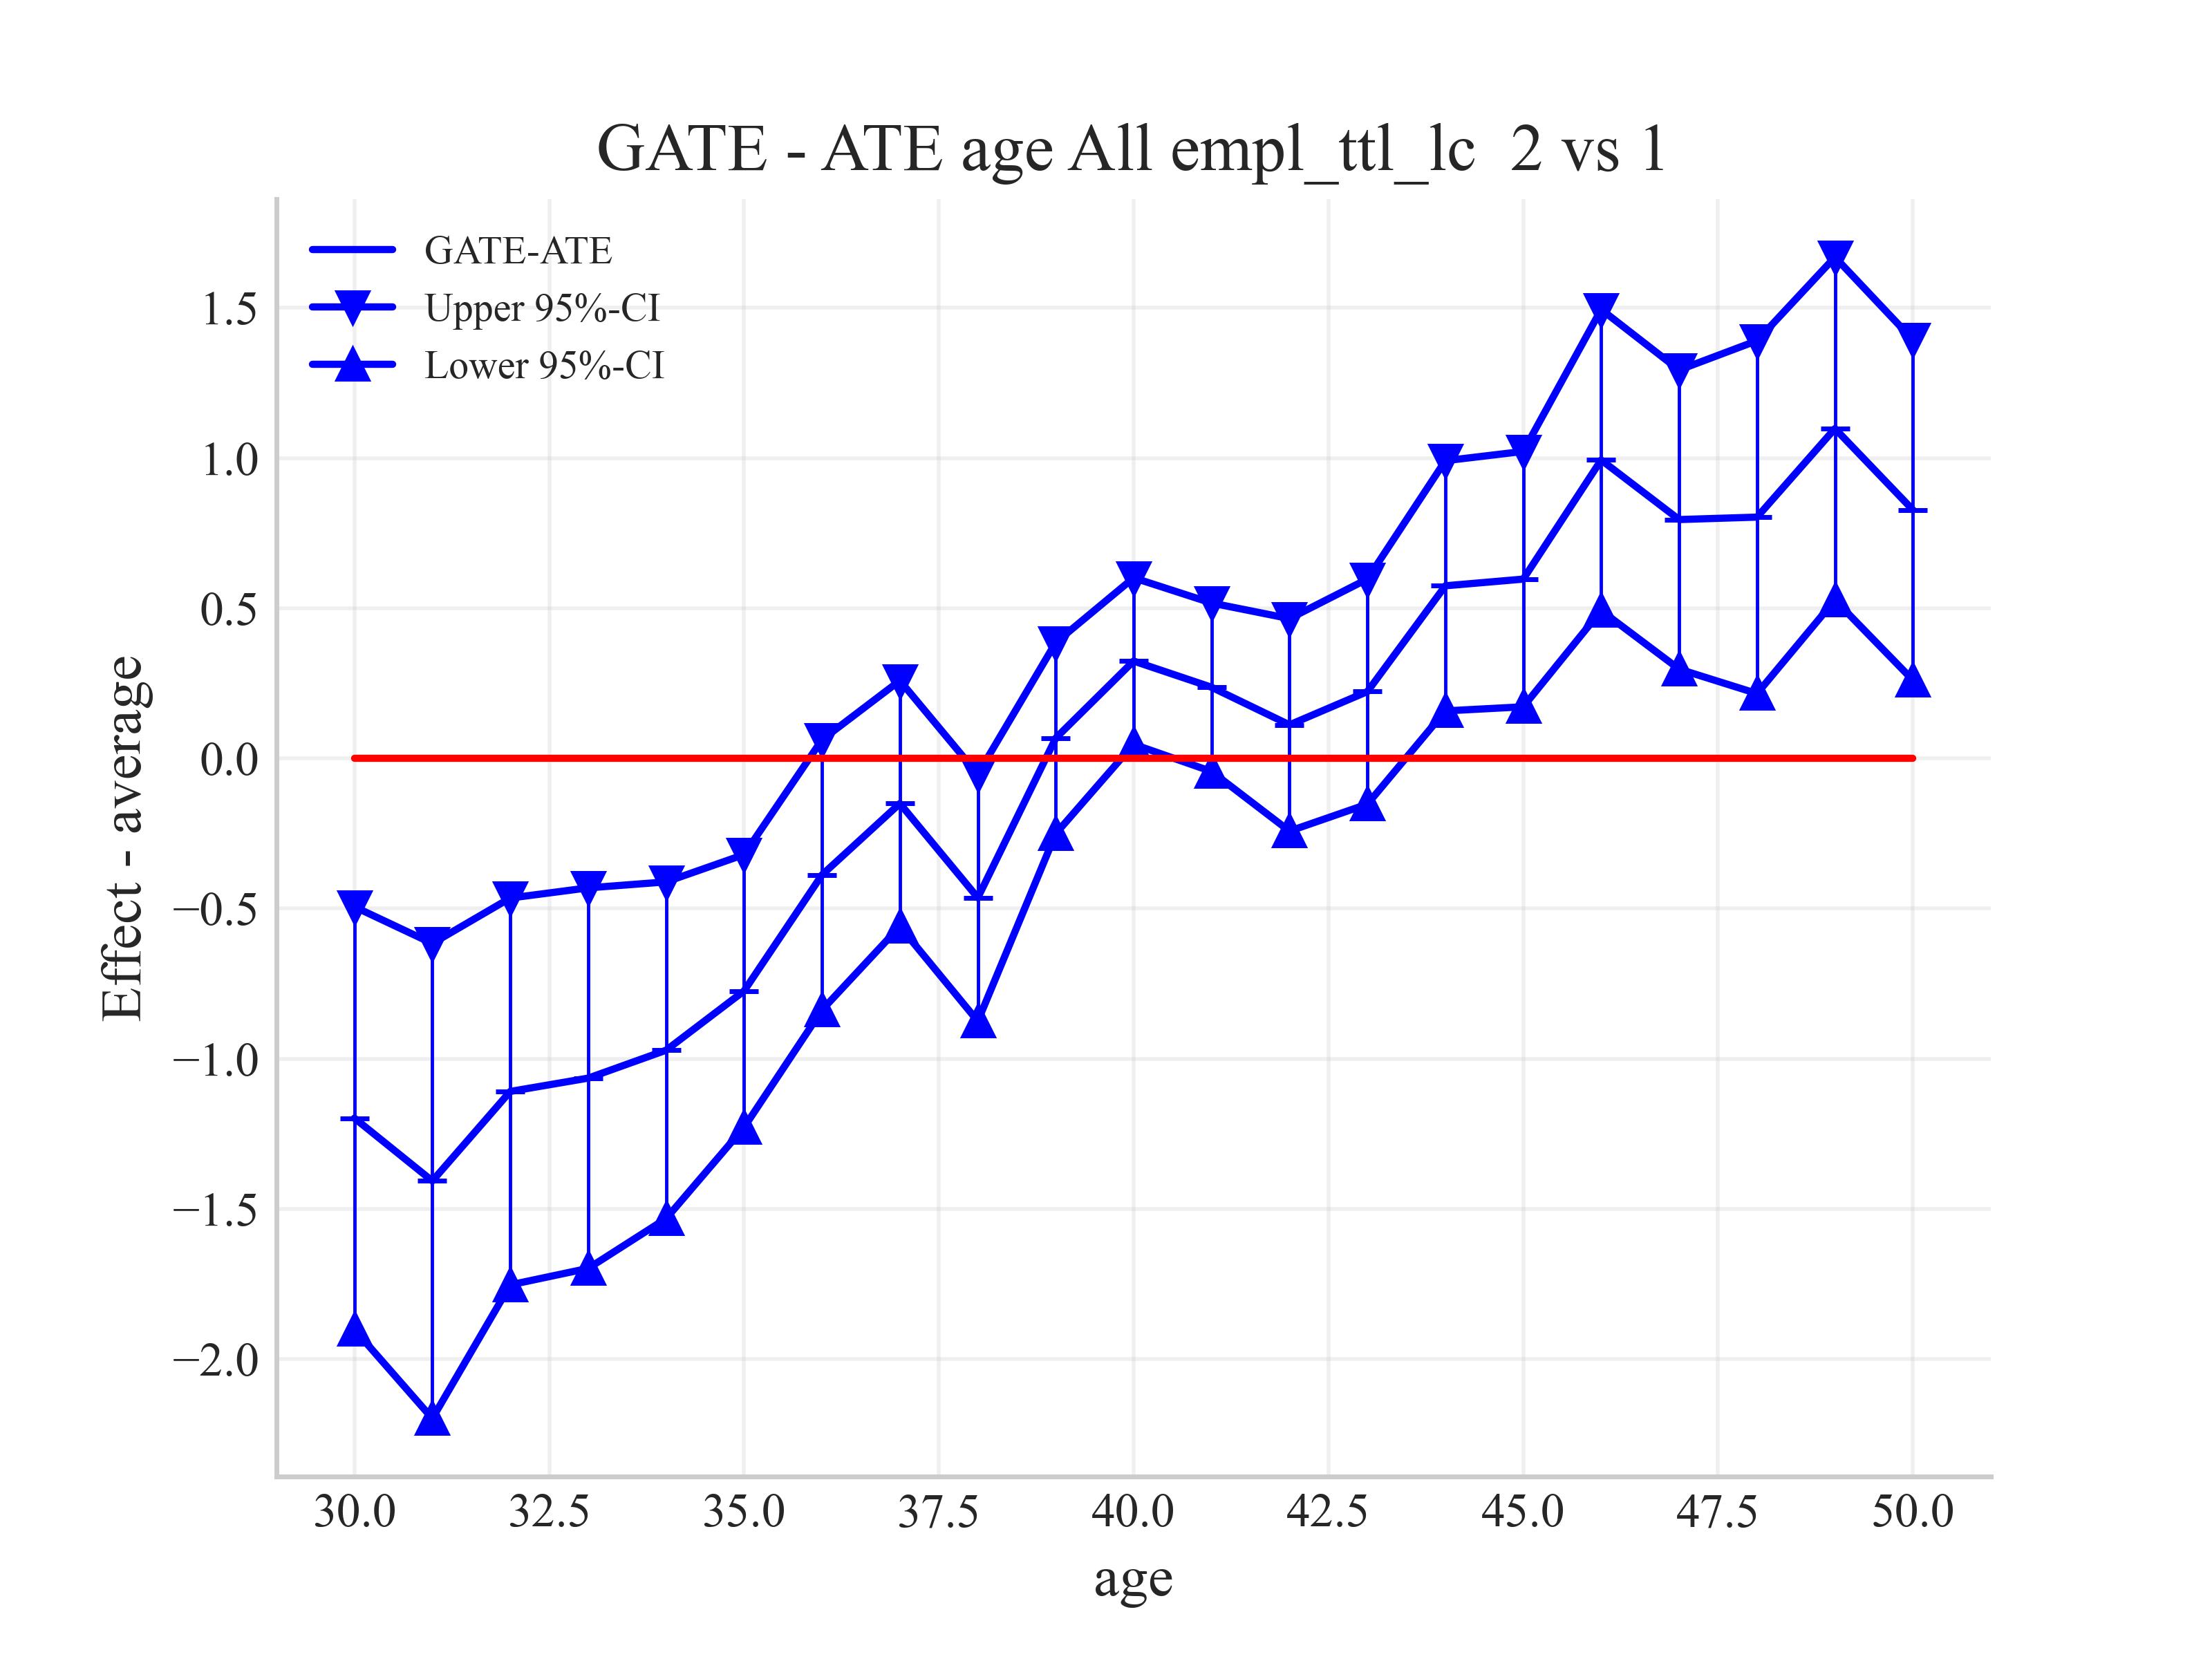 GATE - ATE age All empl_ttl_lc  2 vs 1
GATE-ATE
Upper 95%-CI
Lower 95%-CI
1.5
1.0
0.5
0.0
−0.5
−1.0
−1.5
−2.0
Effect - average
30.0 32.5 35.0 37.5 40.0 42.5 45.0 47.5 50.0
age